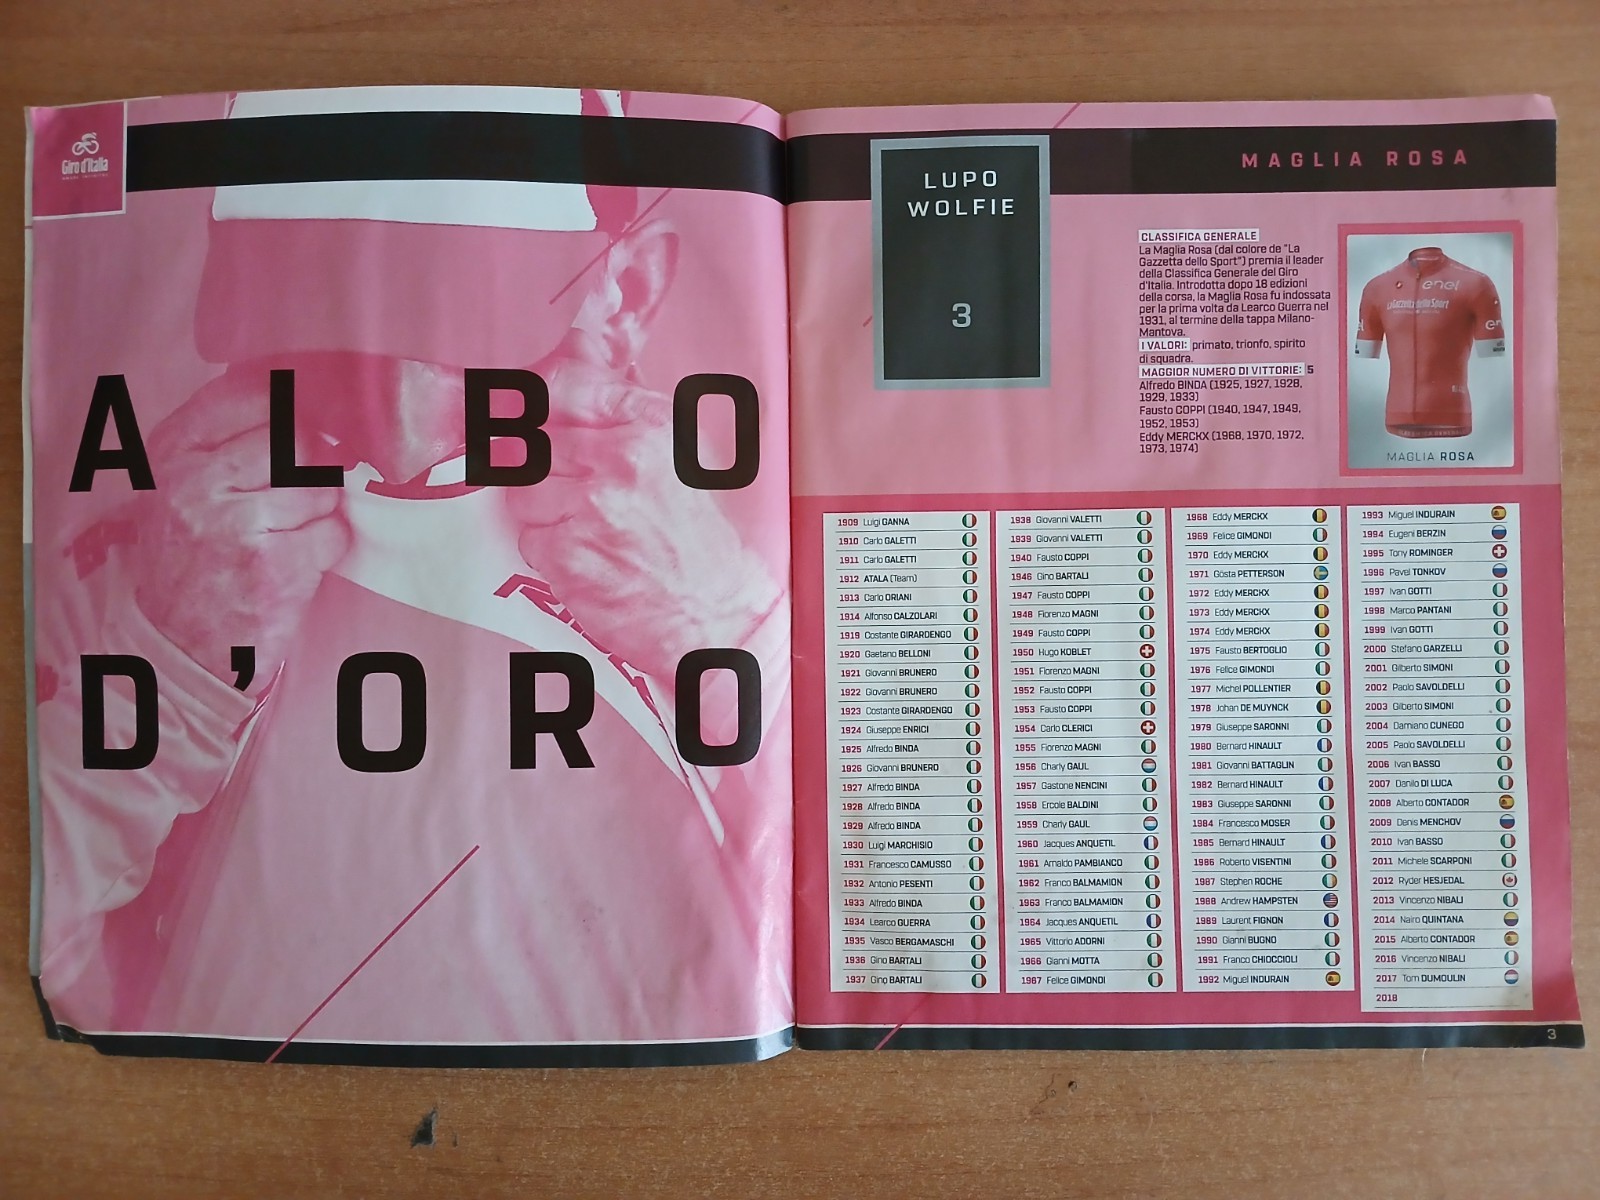 Giro d'Italia
ALBO
D'ORO
LUPO
WOLFIE
3
MAGLIA ROSA
CLASSIFICA GENERALE
La Maglia Rosa (dal colore de "La
Gazzetta dello Sport") premia il leader
della Classifica Generale del Giro
d'Italia. Introdotta dopo 18 edizioni
della corsa, la Maglia Rosa fu indossata
per la prima volta da Learco Guerra nel
1931, al termine della tappa Milano-
Mantova.
I VALORI: primato, trionfo, spirito
di squadra.
MAGGIOR NUMERO DI VITTORIE: 5
Alfredo BINDA (1925, 1927, 1928,
1929, 1933)
Fausto COPPI (1940, 1947, 1949,
1952, 1953)
Eddy MERCKX (1968, 1970, 1972,
1973, 1974)
enel
La Gazzetta dello Sport
MAGLIA ROSA
1909 Luigi GANNA
1910 Carlo GALETTI
1911 Carlo GALETTI
1912 ATALA (Team)
1913 Carlo ORIANI
1914 Alfonso CALZOLARI
1919 Costante GIRARDENGO
1920 Gaetano BELLONI
1921 Giovanni BRUNERO
1922 Giovanni BRUNERO
1923 Costante GIRARDENGO
1924 Giuseppe ENRICI
1925 Alfredo BINDA
1926 Giovanni BRUNERO
1927 Alfredo BINDA
1928 Alfredo BINDA
1929 Alfredo BINDA
1930 Luigi MARCHISIO
1931 Francesco CAMUSSO
1932 Antonio PESENTI
1933 Alfredo BINDA
1934 Learco GUERRA
1935 Vasco BERGAMASCHI
1936 Gino BARTALI
1937 Gino BARTALI
1938 Giovanni VALETTI
1939 Giovanni VALETTI
1940 Fausto COPPI
1946 Gino BARTALI
1947 Fausto COPPI
1948 Fiorenzo MAGNI
1949 Fausto COPPI
1950 Hugo KOBLET
1951 Fiorenzo MAGNI
1952 Fausto COPPI
1953 Fausto COPPI
1954 Carlo CLERICI
1955 Fiorenzo MAGNI
1956 Charly GAUL
1957 Gastone NENCINI
1958 Ercole BALDINI
1959 Charly GAUL
1960 Jacques ANQUETIL
1961 Arnaldo PAMBIANCO
1962 Franco BALMAMION
1963 Franco BALMAMION
1964 Jacques ANQUETIL
1965 Vittorio ADORNI
1966 Gianni MOTTA
1967 Felice GIMONDI
1968 Eddy MERCKX
1969 Felice GIMONDI
1970 Eddy MERCKX
1971 Gösta PETTERSON
1972 Eddy MERCKX
1973 Eddy MERCKX
1974 Eddy MERCKX
1975 Fausto BERTOGLIO
1976 Felice GIMONDI
1977 Michel POLLENTIER
1978 Johan DE MUYNCK
1979 Giuseppe SARONNI
1980 Bernard HINAULT
1981 Giovanni BATTAGLIN
1982 Bernard HINAULT
1983 Giuseppe SARONNI
1984 Francesco MOSER
1985 Bernard HINAULT
1986 Roberto VISENTINI
1987 Stephen ROCHE
1988 Andrew HAMPSTEN
1989 Laurent FIGNON
1990 Gianni BUGNO
1991 Franco CHIOCCIOLI
1992 Miguel INDURAIN
1993 Miguel INDURAIN
1994 Eugeni BERZIN
1995 Tony ROMINGER
1996 Pavel TONKOV
1997 Ivan GOTTI
1998 Marco PANTANI
1999 Ivan GOTTI
2000 Stefano GARZELLI
2001 Gilberto SIMONI
2002 Paolo SAVOLDELLI
2003 Gilberto SIMONI
2004 Damiano CUNEGO
2005 Paolo SAVOLDELLI
2006 Ivan BASSO
2007 Danilo DI LUCA
2008 Alberto CONTADOR
2009 Denis MENCHOV
2010 Ivan BASSO
2011 Michele SCARPONI
2012 Ryder HESJEDAL
2013 Vincenzo NIBALI
2014 Nairo QUINTANA
2015 Alberto CONTADOR
2016 Vincenzo NIBALI
2017 Tom DUMOULIN
2018
3